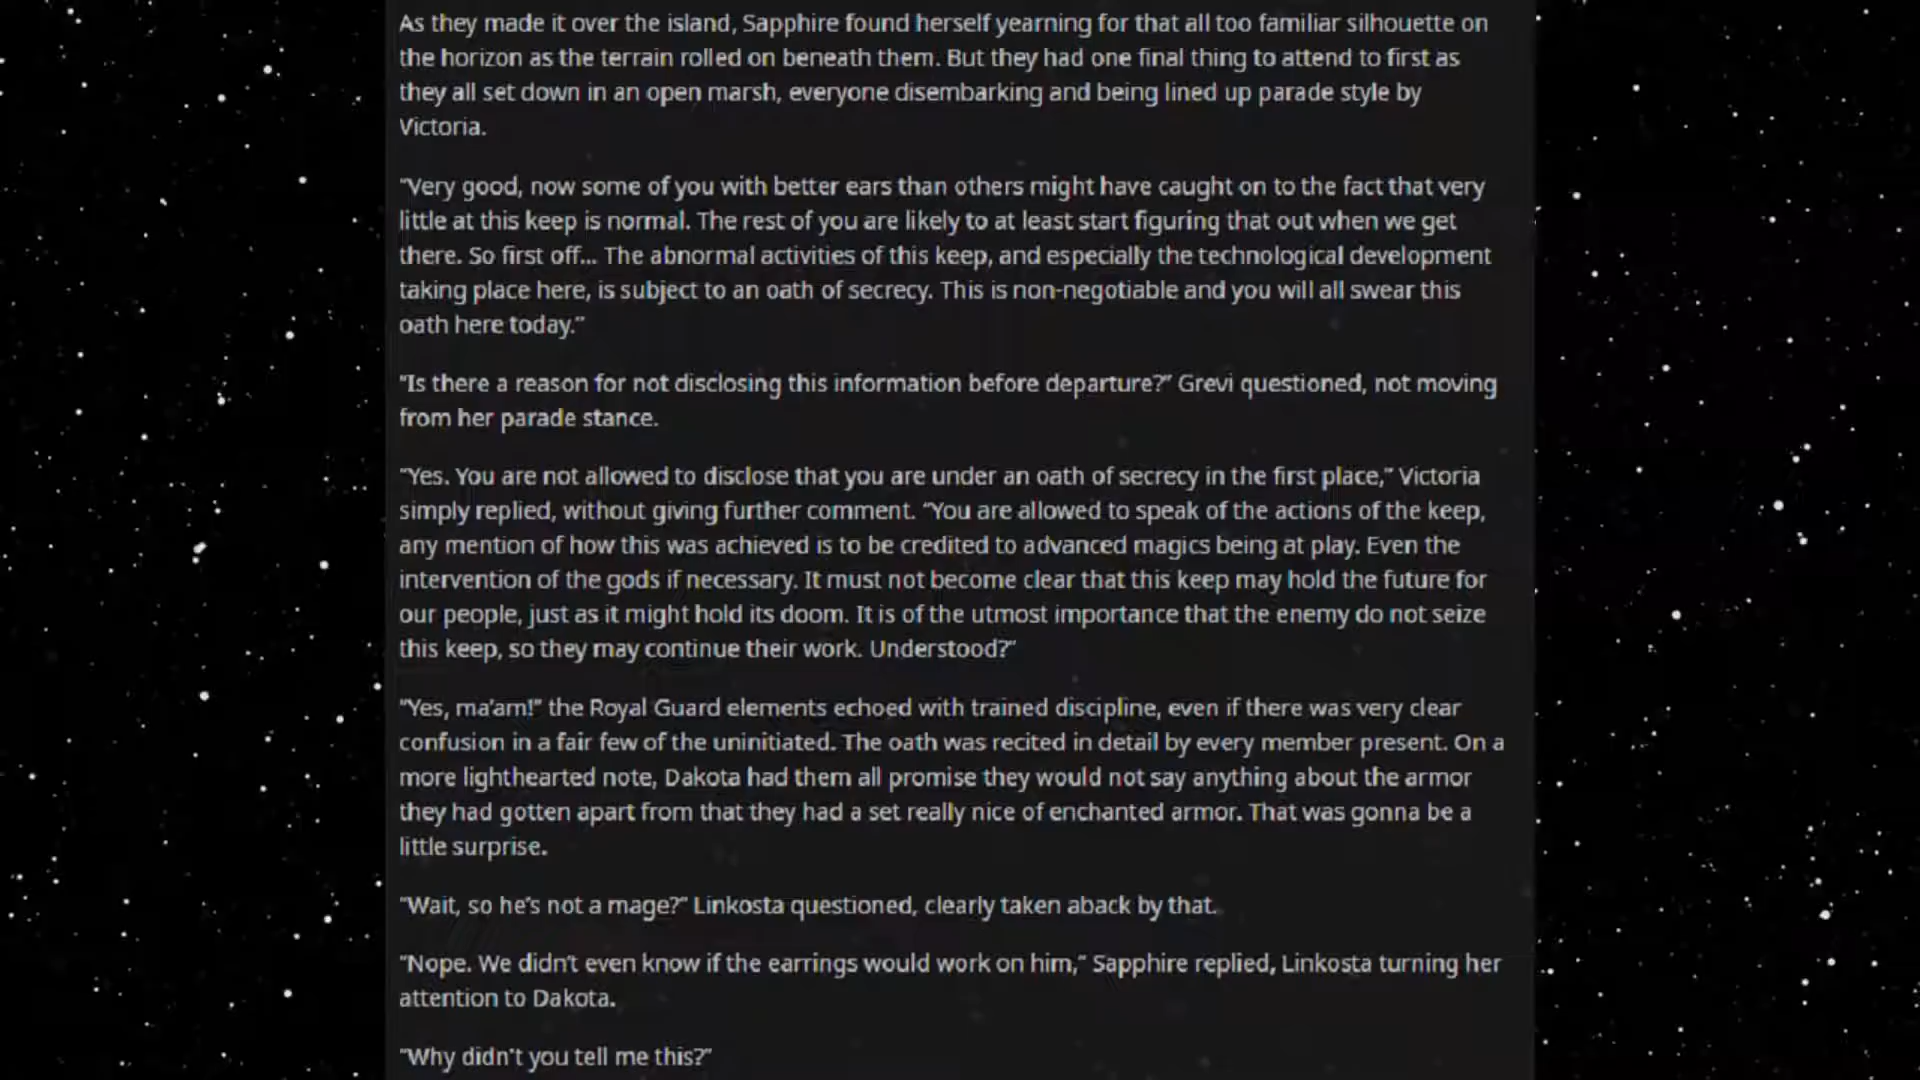 As they made it over the island, Sapphire found herself yearning for that all too familiar silhouette on
the horizon as the terrain rolled on beneath them. But they had one final thing to attend to first as
they all set down in an open marsh, everyone disembarking and being lined up parade style by
Victoria.
“Very good, now some of you with better ears than others might have caught on to the fact that very
little at this keep is normal. The rest of you are likely to at least start figuring that out when we get
there. So first off... The abnormal activities of this keep, and especially the technological development
taking place here, is subject to an oath of secrecy. This is non-negotiable and you will all swear this
oath here today.”
“Is there a reason for not disclosing this information before departure?” Grevi questioned, not moving
from her parade stance.
“Yes. You are not allowed to disclose that you are under an oath of secrecy in the first place,” Victoria
simply replied, without giving further comment. “You are allowed to speak of the actions of the keep,
any mention of how this was achieved is to be credited to advanced magics being at play. Even the
intervention of the gods if necessary. It must not become clear that this keep may hold the future for
our people, just as it might hold its doom. It is of the utmost importance that the enemy do not seize
this keep, so they may continue their work. Understood?”
“Yes, ma’am!” the Royal Guard elements echoed with trained discipline, even if there was very clear
confusion in a fair few of the uninitiated. The oath was recited in detail by every member present. On a
more lighthearted note, Dakota had them all promise they would not say anything about the armor
they had gotten apart from that they had a set really nice of enchanted armor. That was gonna be a
little surprise.
“Wait, so he’s not a mage?” Linkosta questioned, clearly taken aback by that.
“Nope. We didn’t even know if the earrings would work on him,” Sapphire replied, Linkosta turning her
attention to Dakota.
“Why didn’t you tell me this?”